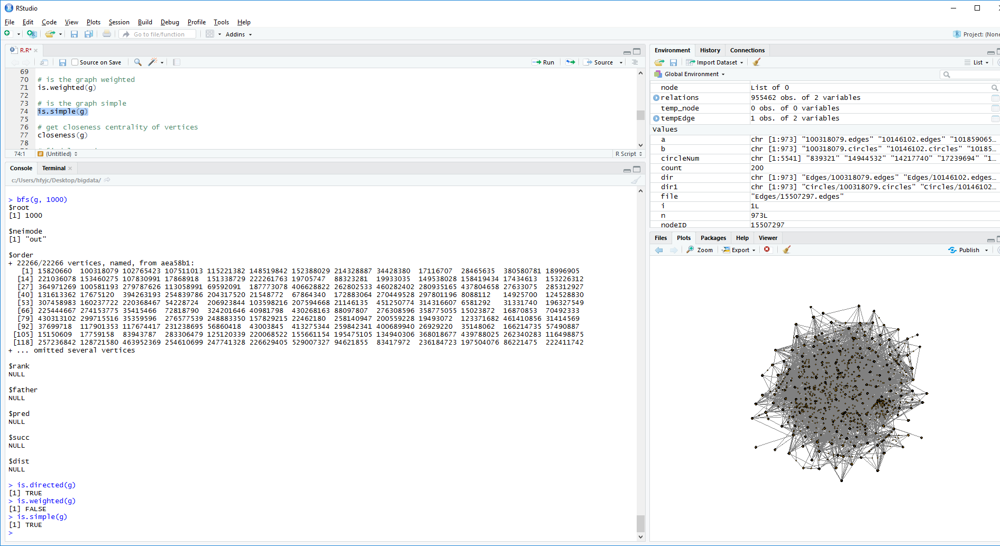 RStudio
File Edit Code View Plots Session Build Debug Profile Tools Help
Go to file/function Addins Project: (None
R.R*
Source on Save Run Source
69
70 # is the graph weighted
71 is.weighted(g)
72
73 # is the graph simple
74 is.simple(g)
75
76 # get closeness centrality of vertices
77 closeness(g)
78
74:1 (Untitled) R Script
Console Terminal
c:/Users/hfyjc/Desktop/bigdata/
> bfs(g, 1000)
$root
[1] 1000
$neimode
[1] "out"
$order
+ 22266/22266 vertices, named, from aea58b1:
[1] 15820660 100318079 102765423 107511013 115221382 148519842 152388029 214328887 34428380 17116707 28465635 380580781 18996905
[14] 221036078 153460275 107830991 17868918 151338729 222261763 19705747 88323281 19933035 149538028 158419434 17434613 153226312
[27] 364971269 100581193 279787626 113058991 69592091 187773078 406628822 262802533 460282402 280935165 437804658 27633075 285312927
[40] 131613362 17675120 394263193 254839786 204317520 21548772 67864340 172883064 270449528 297801196 8088112 14925700 124528830
[53] 307458983 160237722 220368467 54228724 206923844 103598216 207594668 21146135 451250774 314316607 6581292 31331740 196327549
[66] 225444667 274153775 35415466 72818790 324201646 40981798 430268163 88097807 276308596 358775055 15023872 16870853 70492333
[79] 430313102 299715516 35359596 276577539 248883350 157829215 22462180 258140947 200559228 19493072 123371682 461410856 31414569
[92] 37699718 117901353 117674417 231238695 56860418 43003845 413275344 259842341 400689940 26929220 35148062 166214735 57490887
[105] 15150609 17759158 83943787 283306479 125120339 220068522 155661154 195475105 134940306 368018677 439788025 262340283 116498875
[118] 257236842 128721580 463952369 254610699 247741328 226629405 529007327 94621855 83417972 236184723 197504076 86221475 222411742
+ ... omitted several vertices
$rank
NULL
$father
NULL
$pred
NULL
$succ
NULL
$dist
NULL
> is.directed(g)
[1] TRUE
> is.weighted(g)
[1] FALSE
> is.simple(g)
[1] TRUE
>
Environment History Connections
Import Dataset List
Global Environment
node List of 0
relations 955462 obs. of 2 variables
temp_node 0 obs. of 0 variables
tempEdge 1 obs. of 2 variables
Values
a chr [1:973] "100318079.edges" "10146102.edges" "101859065…
b chr [1:973] "100318079.circles" "10146102.circles" "10185…
circleNum chr [1:5541] "839321" "14944532" "14217740" "17239694" "1…
count 200
dir chr [1:973] "Edges/100318079.edges" "Edges/10146102.edges…
dir1 chr [1:973] "Circles/100318079.circles" "Circles/10146102…
file "Edges/15507297.edges"
i 1L
n 973L
nodeID 15507297
Files Plots Packages Help Viewer
Zoom Export Publish